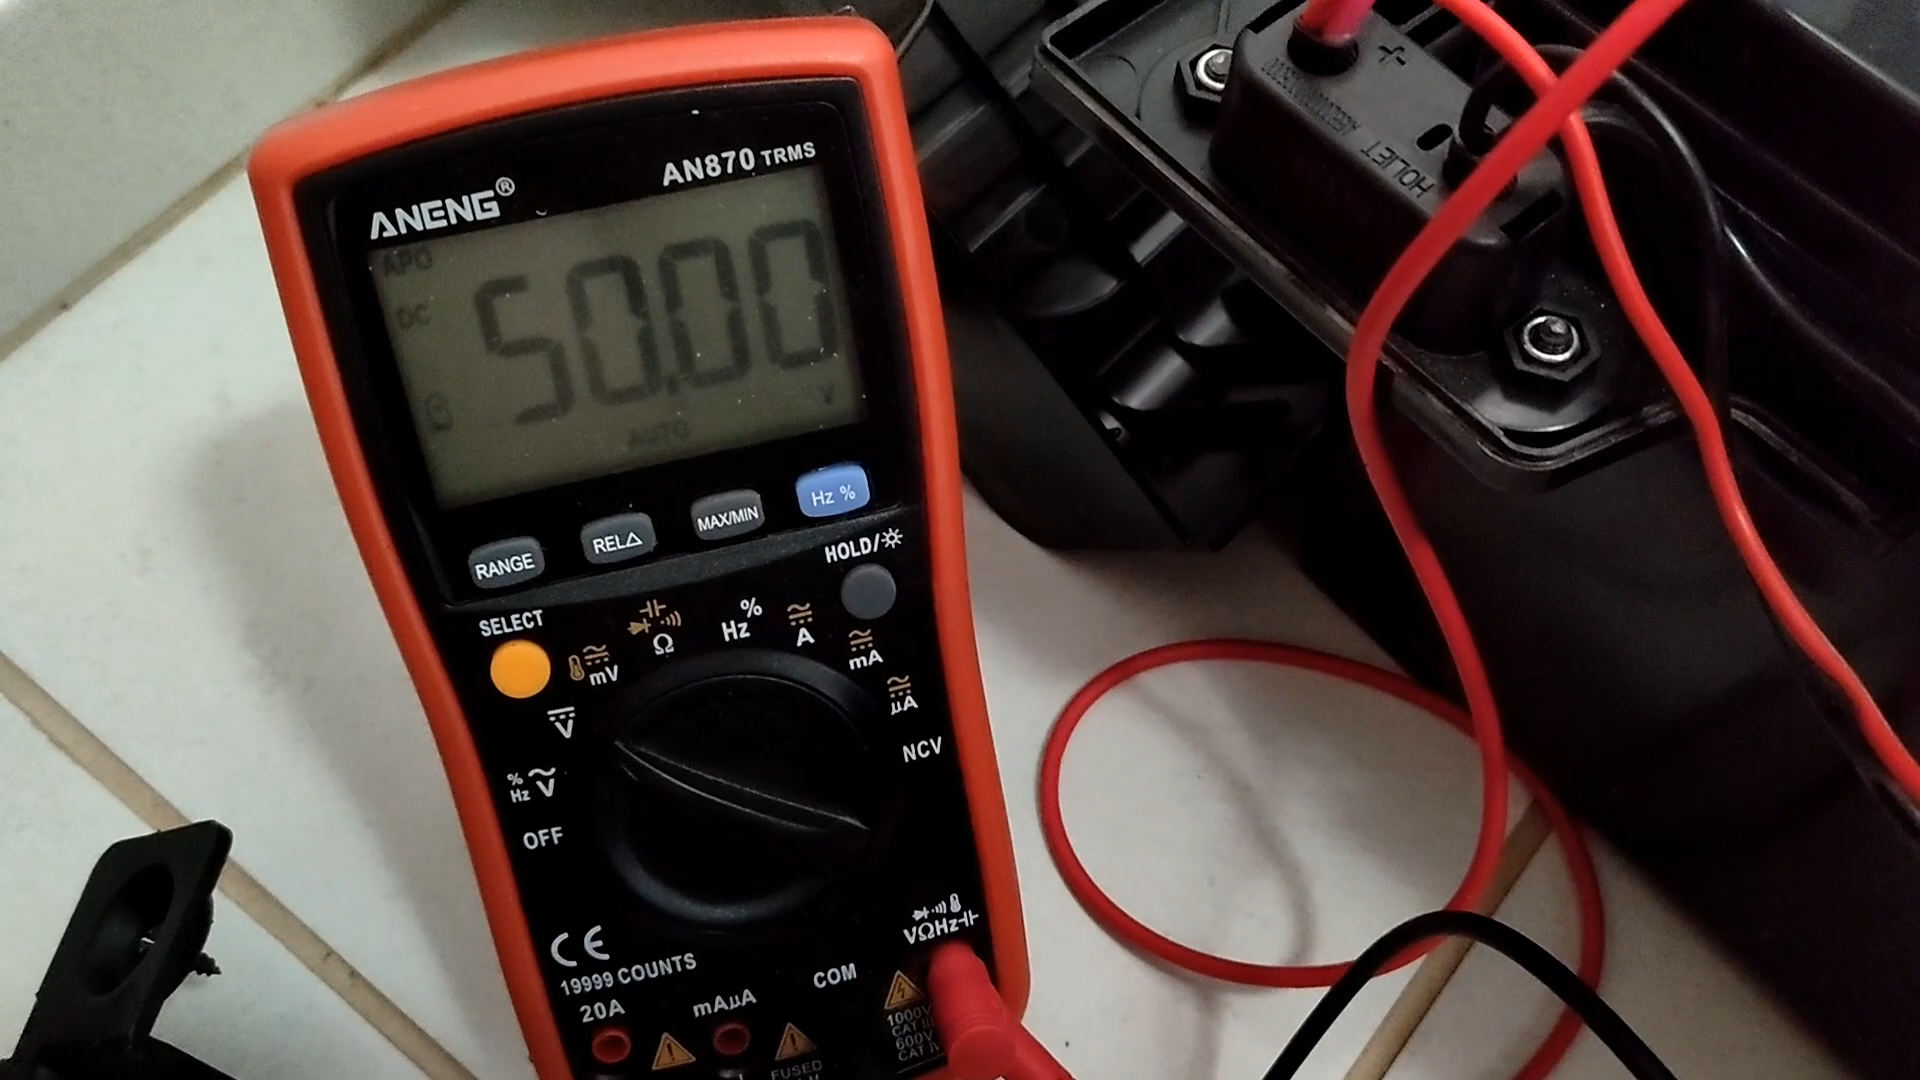 ANENG®
AN870 TRMS
APO
DC
50.00
V
AUTO
RANGE
REL△
MAX/MIN
Hz %
HOLD/☼
SELECT
mV
Ω
Hz %
A
mA
µA
NCV
V
% Hz V
OFF
CE
19999 COUNTS
20A
mAµA
COM
VΩHz
1000V
CAT III
600V
CAT IV
FUSED
+
-
HOLIET